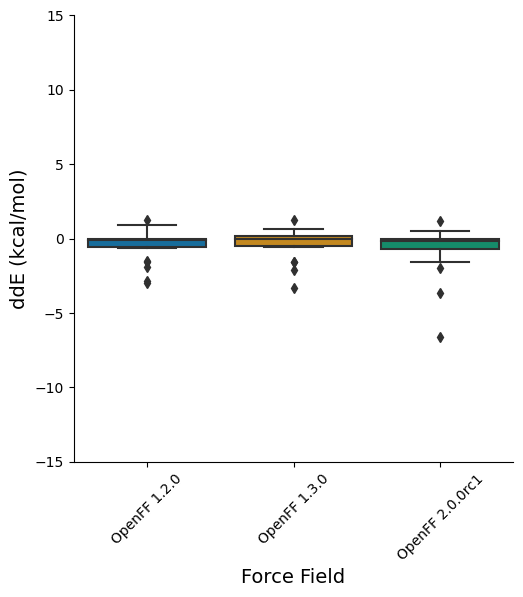 15
10
5
0
−5
−10
−15
ddE (kcal/mol)
OpenFF 1.2.0
OpenFF 1.3.0
OpenFF 2.0.0rc1
Force Field